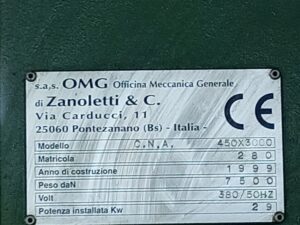 s.a.s. OMG Officina Meccanica Generale
di Zanoletti & C.
Via Carducci, 11
25060 Pontezanano (Bs) - Italia -
CE
Modello C.N.A. 450X3000
Matricola 280
Anno di costruzione 1999
Peso daN 7500
Volt 380/50HZ
Potenza installata Kw 29